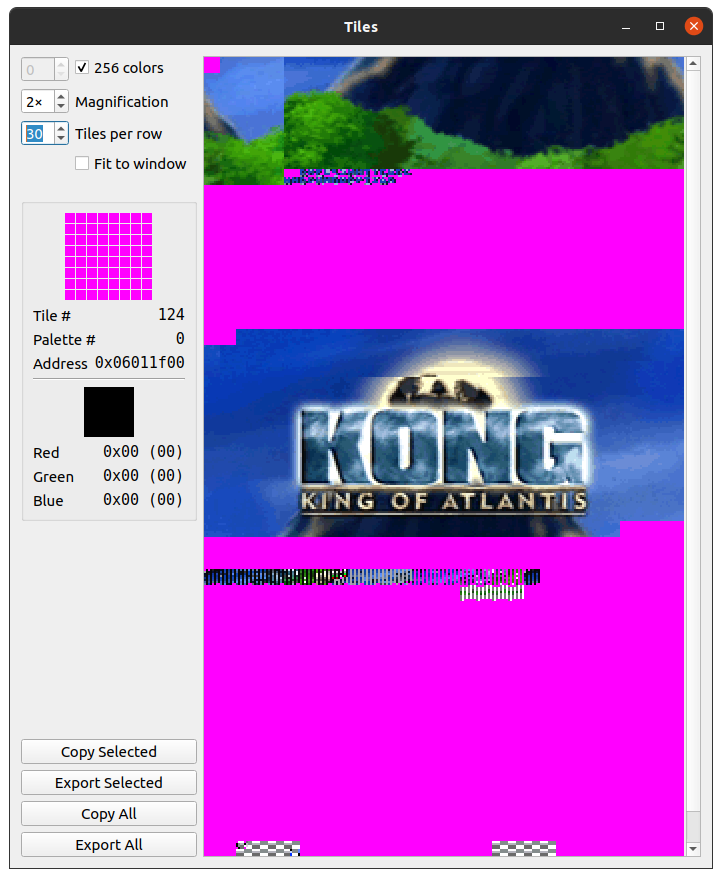 Tiles
0
256 colors
2× Magnification
30 Tiles per row
Fit to window
Tile # 124
Palette # 0
Address 0x06011f00
Red 0x00 (00)
Green 0x00 (00)
Blue 0x00 (00)
KONG
KING OF ATLANTIS
Copy Selected
Export Selected
Copy All
Export All